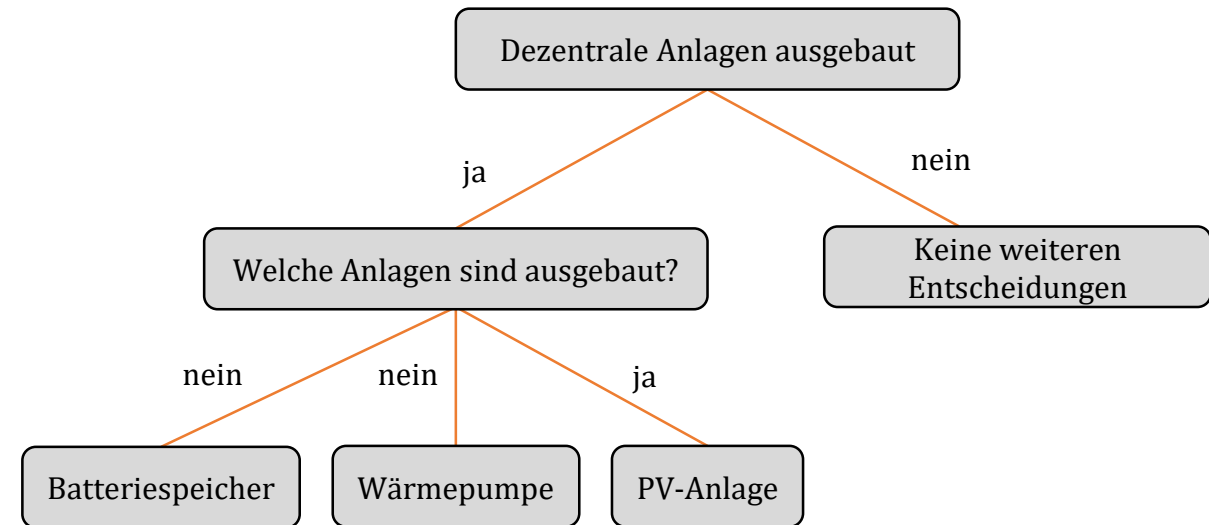 Dezentrale Anlagen ausgebaut
ja
nein
Welche Anlagen sind ausgebaut?
Keine weiteren
Entscheidungen
nein
nein
ja
Batteriespeicher
Wärmepumpe
PV-Anlage